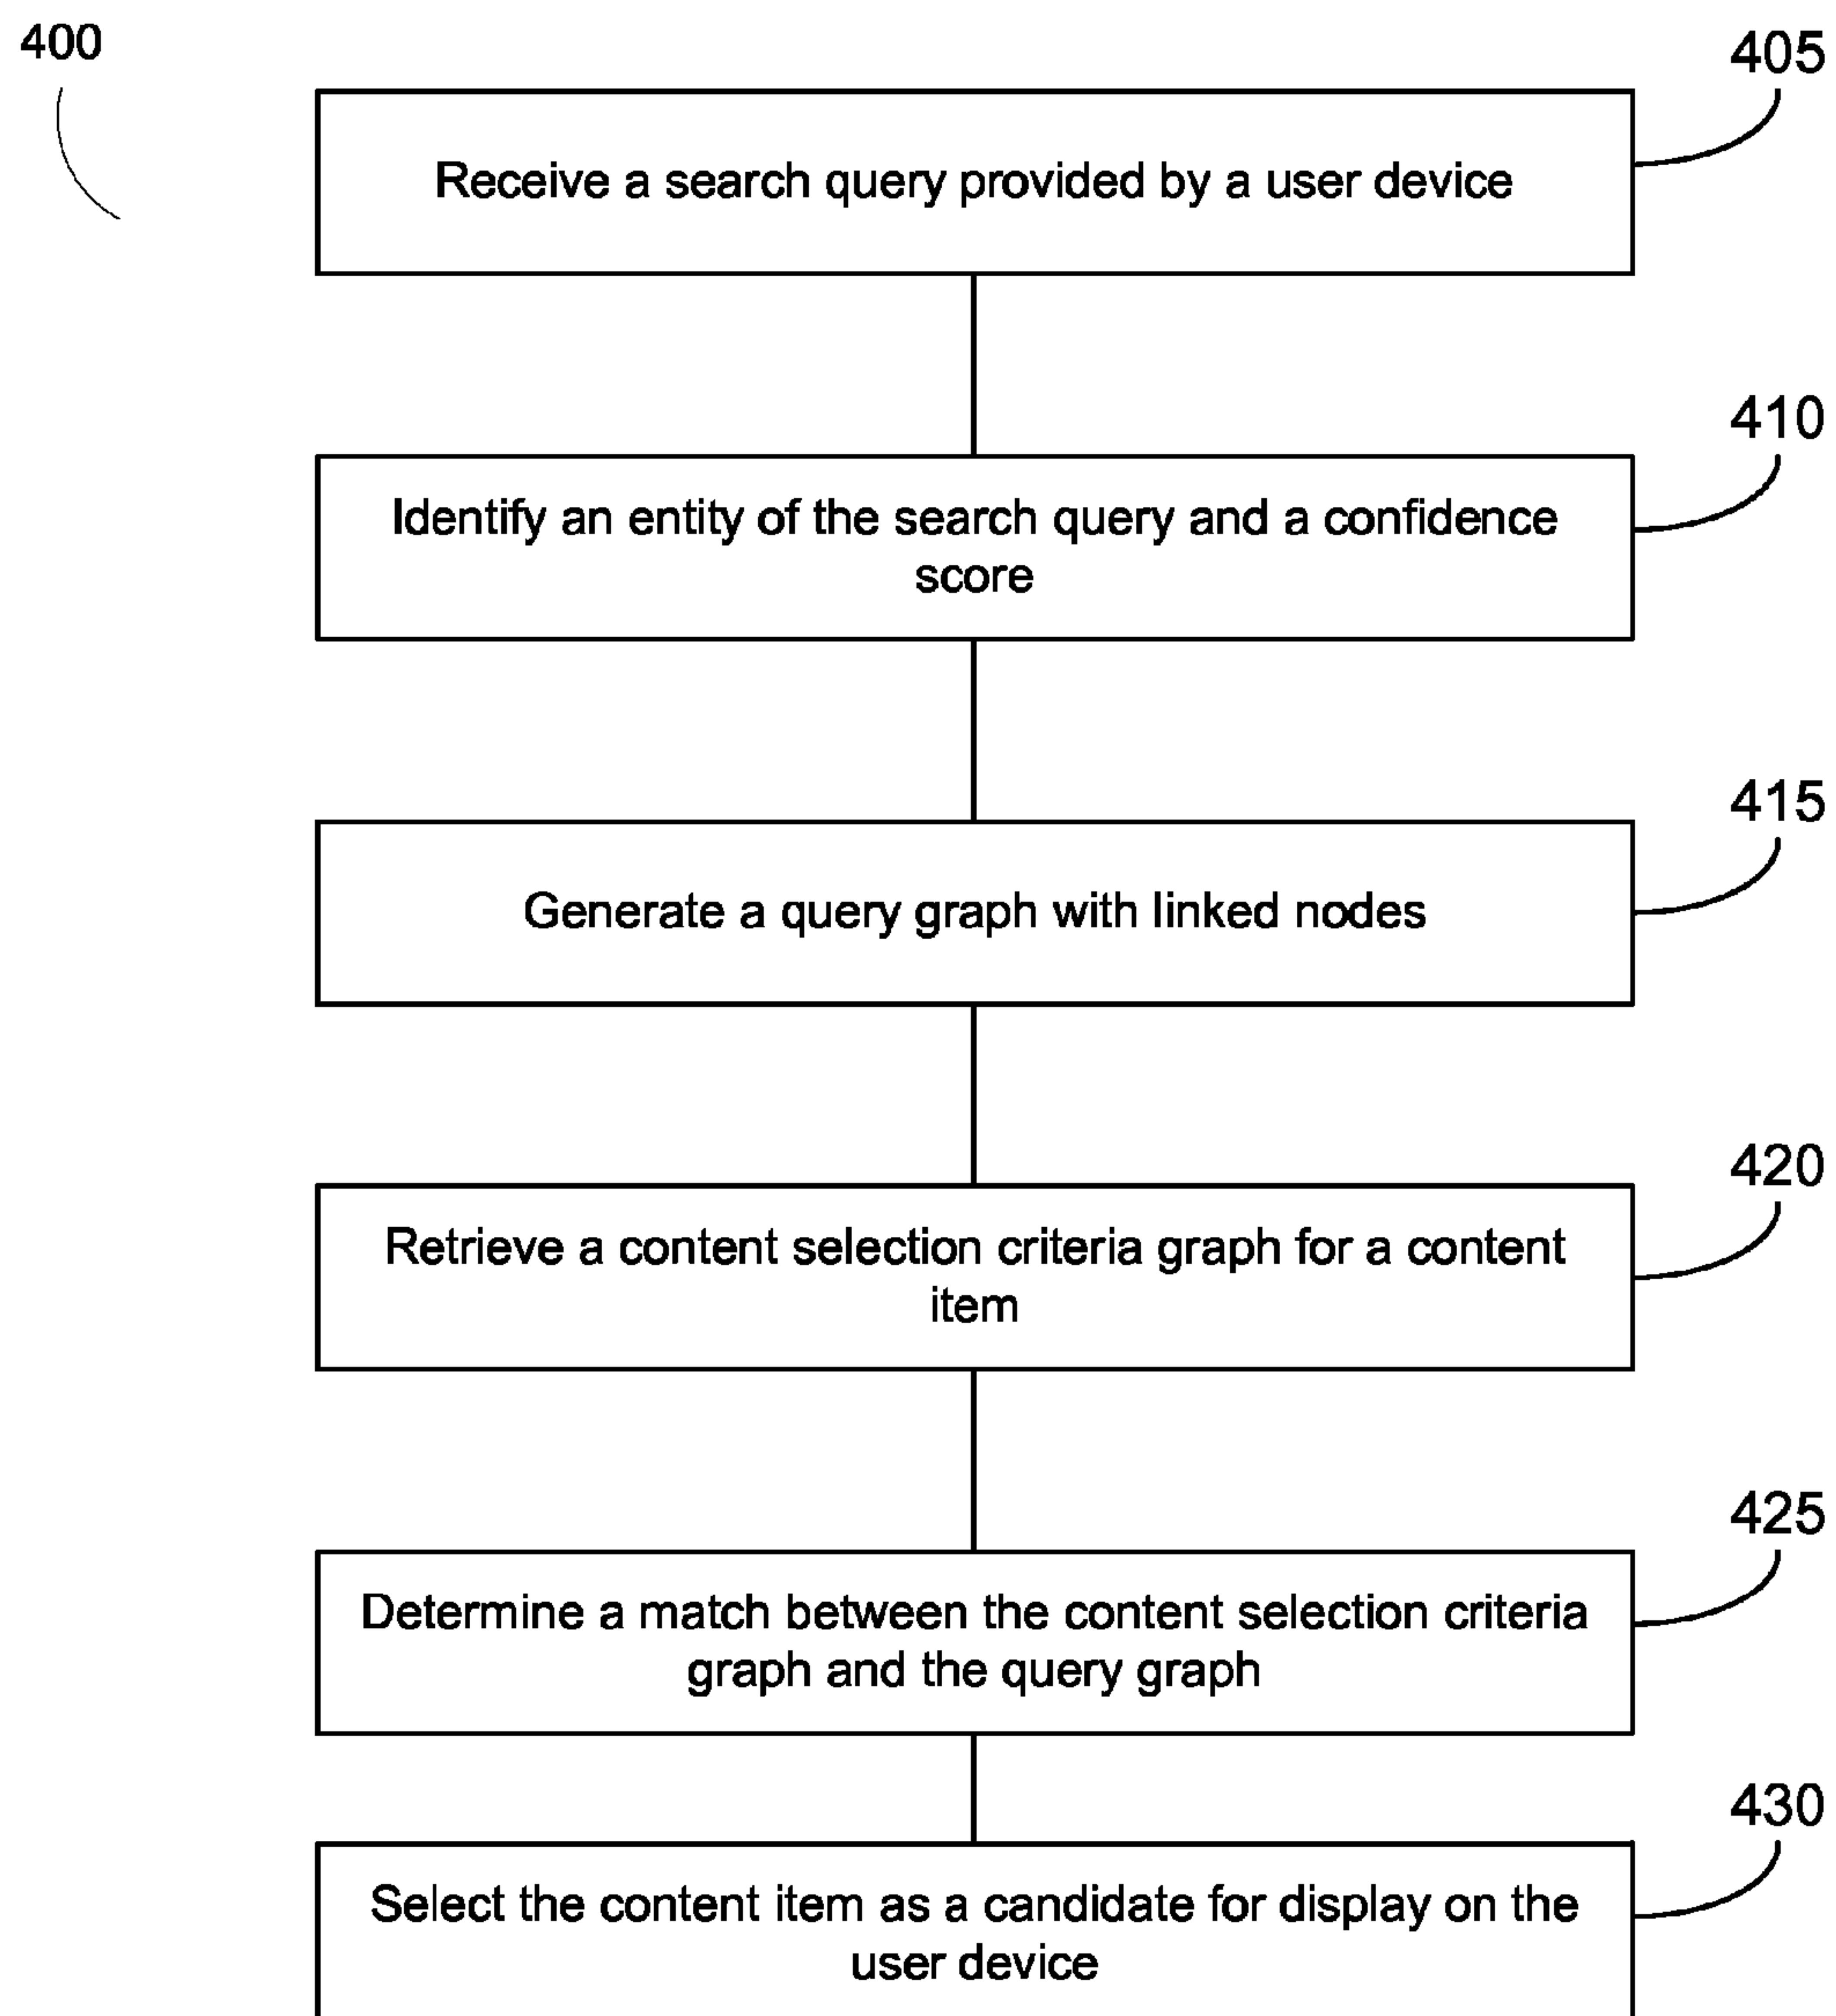 400
405
Receive a search query provided by a user device
410
Identify an entity of the search query and a confidence
score
415
Generate a query graph with linked nodes
420
Retrieve a content selection criteria graph for a content
item
425
Determine a match between the content selection criteria
graph and the query graph
430
Select the content item as a candidate for display on the
user device